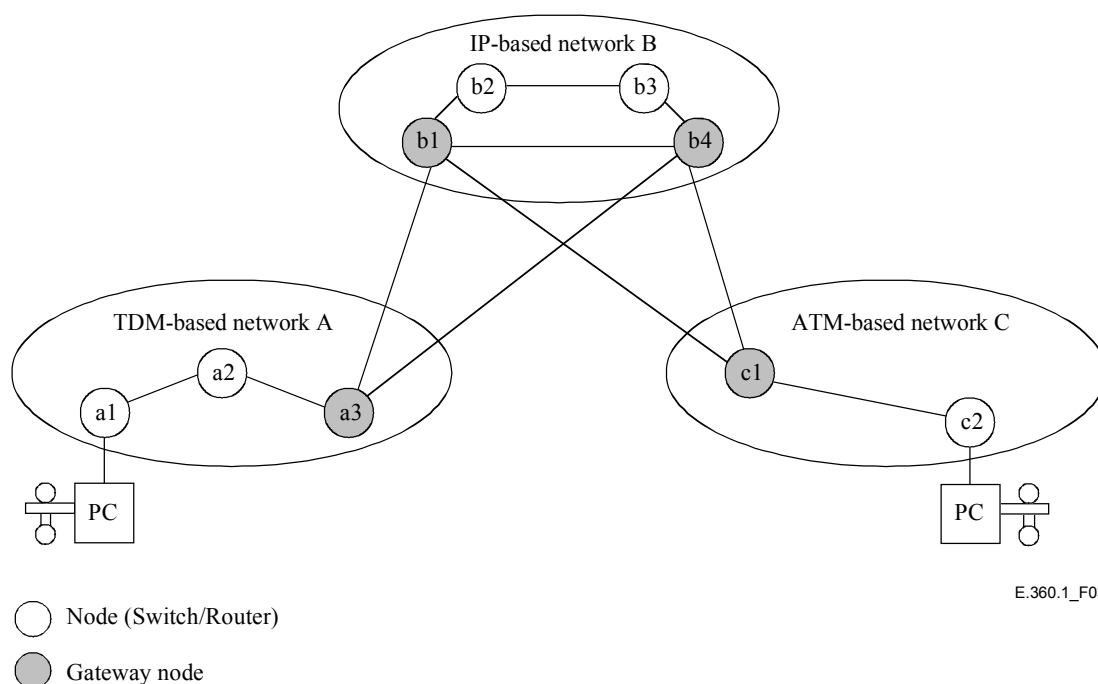 IP-based network B
b2
b3
b1
b4
TDM-based network A
ATM-based network C
a2
c1
a1
a3
c2
PC
PC
E.360.1_F0
Node (Switch/Router)
Gateway node